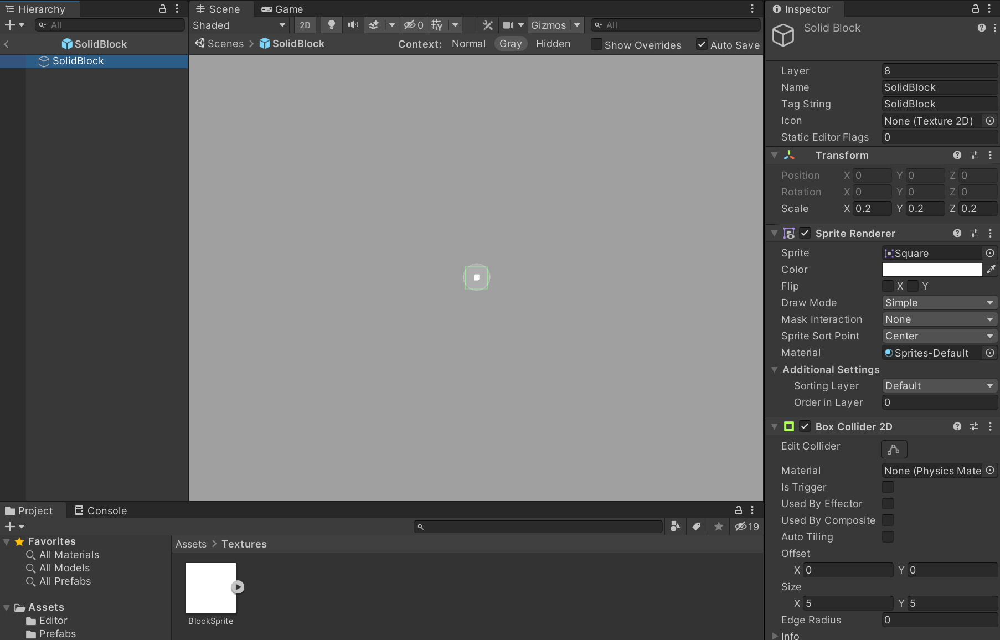 Hierarchy
All
SolidBlock
SolidBlock
Scene Game
Shaded 2D 0 Gizmos All
Scenes > SolidBlock Context: Normal Gray Hidden Show Overrides Auto Save
Inspector
Solid Block
Layer 8
Name SolidBlock
Tag String SolidBlock
Icon None (Texture 2D)
Static Editor Flags 0
Transform
Position X 0 Y 0 Z 0
Rotation X 0 Y 0 Z 0
Scale X 0.2 Y 0.2 Z 0.2
Sprite Renderer
Sprite Square
Color
Flip X Y
Draw Mode Simple
Mask Interaction None
Sprite Sort Point Center
Material Sprites-Default
Additional Settings
Sorting Layer Default
Order in Layer 0
Box Collider 2D
Edit Collider
Material None (Physics Mate
Is Trigger
Used By Effector
Used By Composite
Auto Tiling
Offset
X 0 Y 0
Size
X 5 Y 5
Edge Radius 0
Info
Project Console
19
Favorites
All Materials
All Models
All Prefabs
Assets
Editor
Prefabs
Assets > Textures
BlockSprite